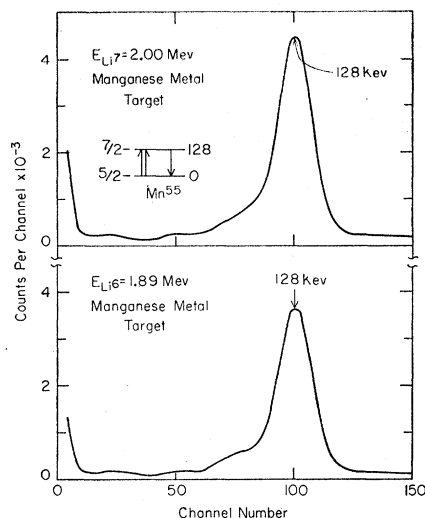 Counts Per Channel x10⁻³
4
2
0
E_Li7=2.00 Mev
Manganese Metal
Target
128 kev
7/2- 128
5/2- 0
Mn⁵⁵
4
2
0
E_Li6=1.89 Mev
Manganese Metal
Target
128 kev
0 50 100 150
Channel Number